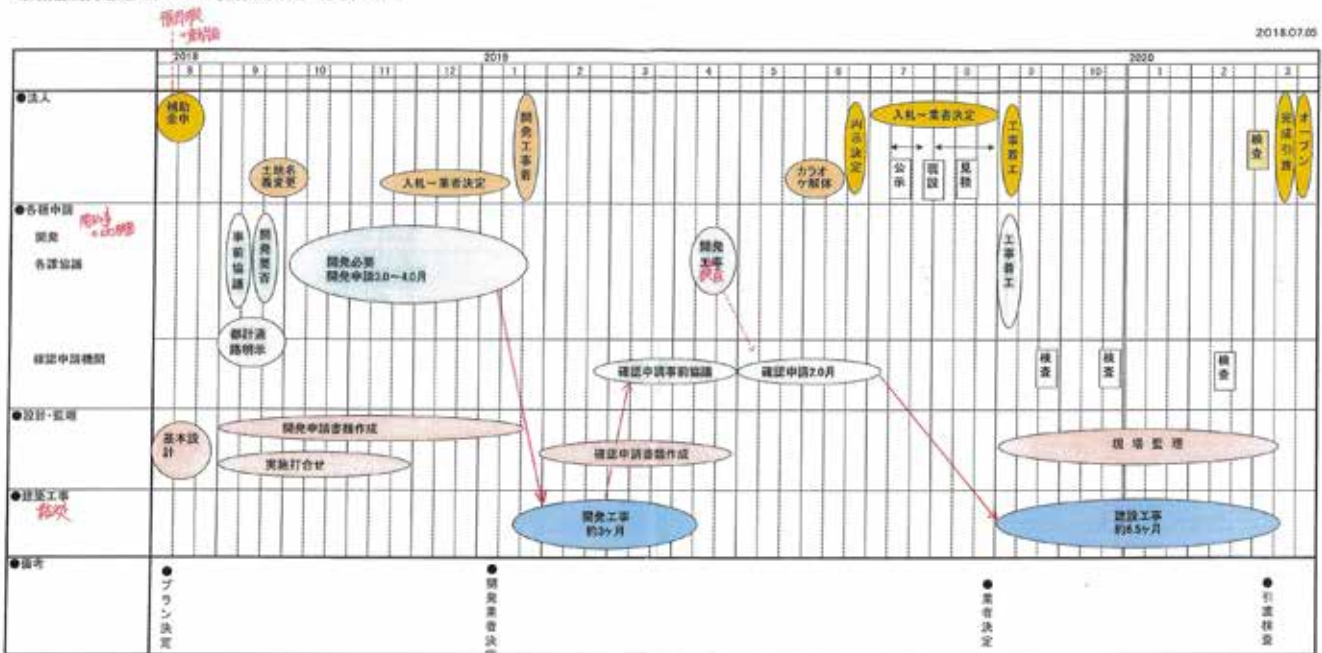 2018.07.05
2018 2019 2020
8 9 10 11 12 1 2 3 4 5 6 7 8 9 10 1 2 3
●法人
補助
金申
土地名
義変更
入札～業者決定
開発工事着
カラオ
ケ解体
内示決定
入札～業者決定
公示
現設
見積
工事着工
検査
完成引渡
オープン
●各種申請
開発
各課協議
事前協議
開発要否
開発必要
開発申請3.0～4.0月
都計道
路明示
開発
工事
検査
工事着工
確認申請機関
確認申請事前協議
確認申請2.0月
検査
検査
検査
●設計・監理
基本設
計
開発申請書類作成
実施打合せ
確認申請書類作成
現場監理
●建築工事
開発工事
約3ヶ月
建設工事
約6.5ヶ月
●備考
●プラン決定
●開発業者決
●業者決定
●引渡検査